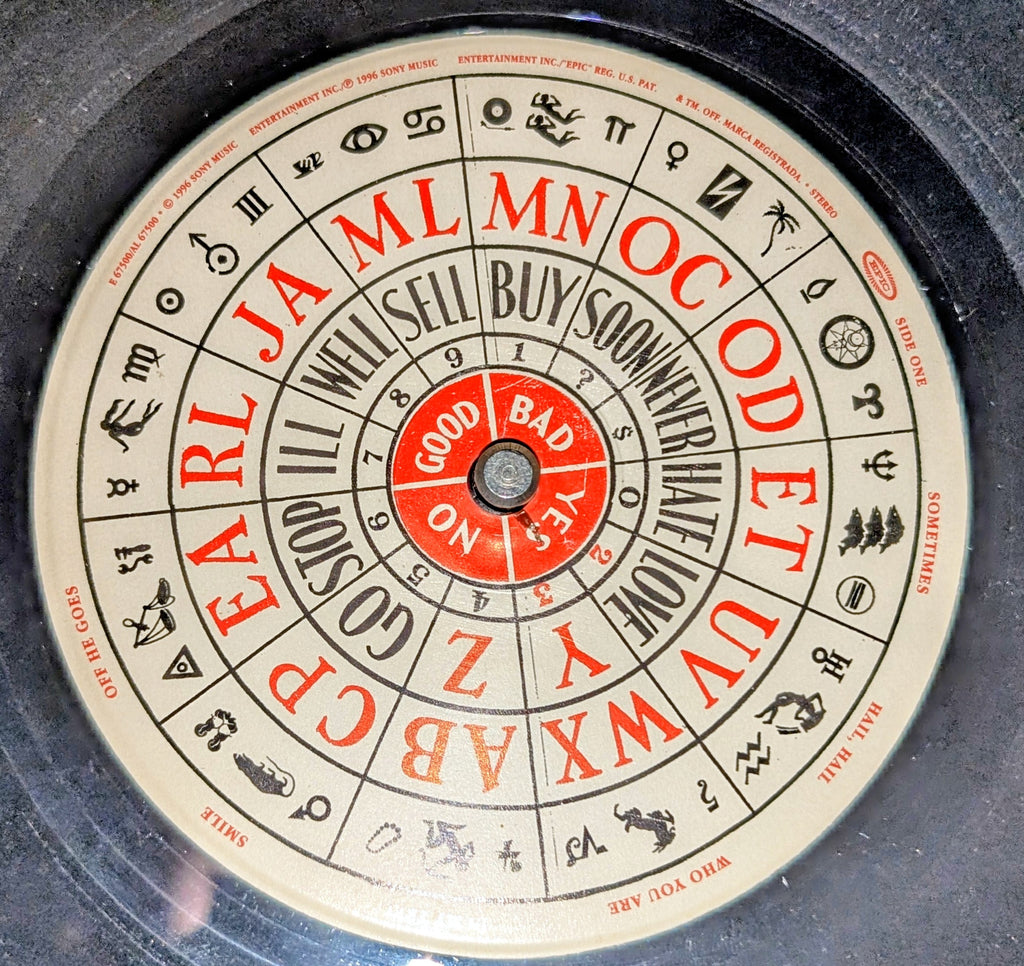 E 67500/AL 67500 • © 1996 SONY MUSIC ENTERTAINMENT INC./℗ 1996 SONY MUSIC ENTERTAINMENT INC./"EPIC" REG. U.S. PAT. & TM. OFF. MARCA REGISTRADA. • STEREO
EPIC
SIDE ONE
SOMETIMES
HAIL, HAIL
WHO YOU ARE
SMILE
OFF HE GOES
III
MN
OC
OD
ET
UV
WX
AB
CP
EA
RL
JA
ML
BUY
SOON
NEVER
HATE
LOVE
Y
Z
GO
STOP
ILL
WELL
SELL
1
?
$
0
2
3
4
5
6
7
8
9
GOOD
BAD
YES
NO